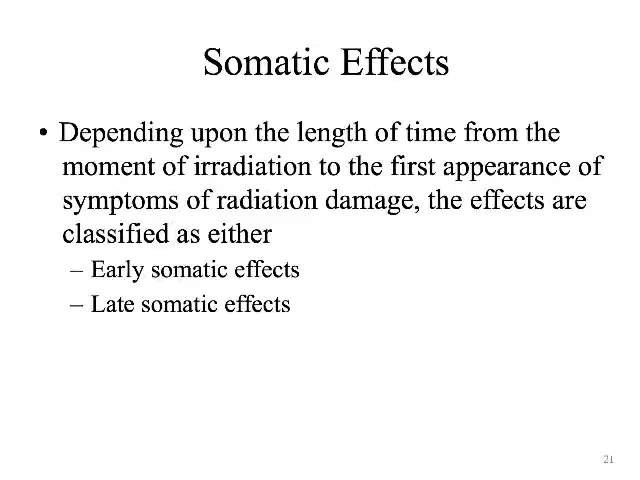 Somatic Effects
• Depending upon the length of time from the
moment of irradiation to the first appearance of
symptoms of radiation damage, the effects are
classified as either
– Early somatic effects
– Late somatic effects
21